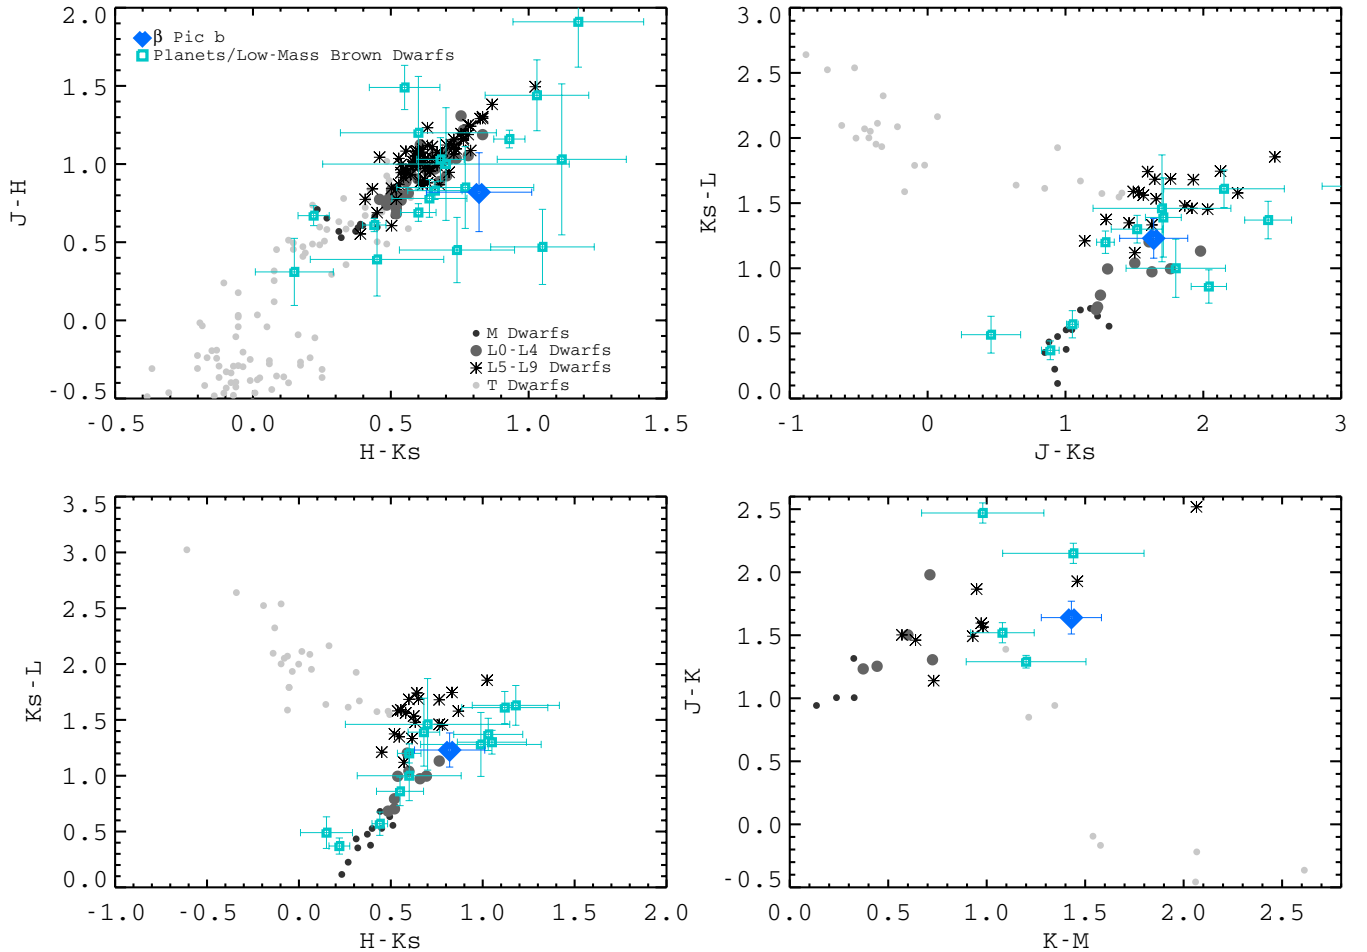 2.0
1.5
1.0
0.5
0.0
-0.5
J-H
β Pic b
Planets/Low-Mass Brown Dwarfs
M Dwarfs
L0-L4 Dwarfs
L5-L9 Dwarfs
T Dwarfs
-0.5 0.0 0.5 1.0 1.5
H-Ks
3.0
2.5
2.0
1.5
1.0
0.5
0.0
Ks-L
-1 0 1 2 3
J-Ks
3.5
3.0
2.5
2.0
1.5
1.0
0.5
0.0
Ks-L
-1.0 -0.5 0.0 0.5 1.0 1.5 2.0
H-Ks
2.5
2.0
1.5
1.0
0.5
0.0
-0.5
J-K
0.0 0.5 1.0 1.5 2.0 2.5
K-M